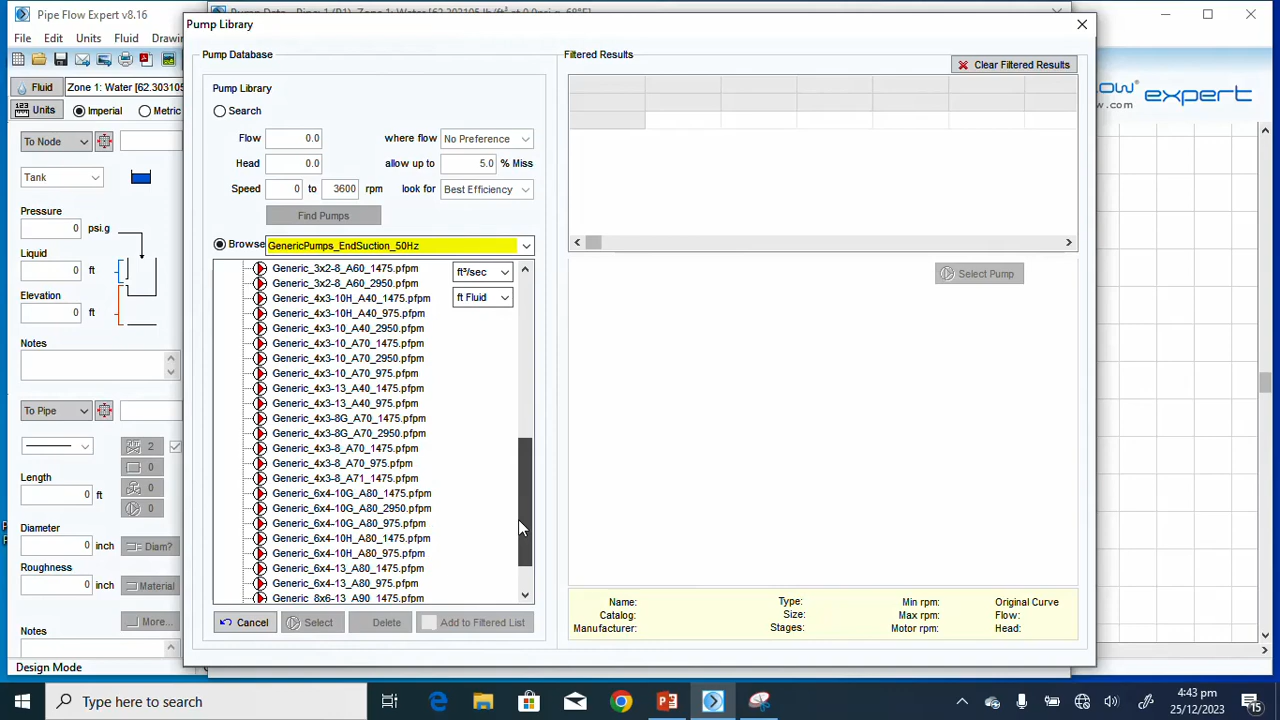 Pipe Flow Expert v8.16
Pump Library
File Edit Units Fluid
Fluid Zone 1: Water [62.303105
Units Imperial Metric
To Node
Tank
Pressure
0 psi.g
Liquid
0 ft
Elevation
0 ft
Notes
To Pipe
2
0
0
0
Length
0 ft
Diameter
0 inch Diam?
Roughness
0 inch Material
More...
Notes
Design Mode
Pump Database
Pump Library
Search
Flow 0.0 where flow No Preference
Head 0.0 allow up to 5.0 % Miss
Speed 0 to 3600 rpm look for Best Efficiency
Find Pumps
Browse GenericPumps_EndSuction_50Hz
ft³/sec
ft Fluid
Generic_3x2-8_A60_1475.pfpm
Generic_3x2-8_A60_2950.pfpm
Generic_4x3-10H_A40_1475.pfpm
Generic_4x3-10H_A40_975.pfpm
Generic_4x3-10_A40_2950.pfpm
Generic_4x3-10_A70_1475.pfpm
Generic_4x3-10_A70_2950.pfpm
Generic_4x3-10_A70_975.pfpm
Generic_4x3-13_A40_1475.pfpm
Generic_4x3-13_A40_975.pfpm
Generic_4x3-8G_A70_1475.pfpm
Generic_4x3-8G_A70_2950.pfpm
Generic_4x3-8_A70_1475.pfpm
Generic_4x3-8_A70_975.pfpm
Generic_4x3-8_A71_1475.pfpm
Generic_6x4-10G_A80_1475.pfpm
Generic_6x4-10G_A80_2950.pfpm
Generic_6x4-10G_A80_975.pfpm
Generic_6x4-10H_A80_1475.pfpm
Generic_6x4-10H_A80_975.pfpm
Generic_6x4-13_A80_1475.pfpm
Generic_6x4-13_A80_975.pfpm
Generic_8x6-13_A90_1475.pfpm
Cancel Select Delete Add to Filtered List
Filtered Results
Clear Filtered Results
Select Pump
Name: Type: Min rpm: Original Curve
Catalog: Size: Max rpm: Flow:
Manufacturer: Stages: Motor rpm: Head:
expert
.com
Type here to search
4:43 pm
25/12/2023
15